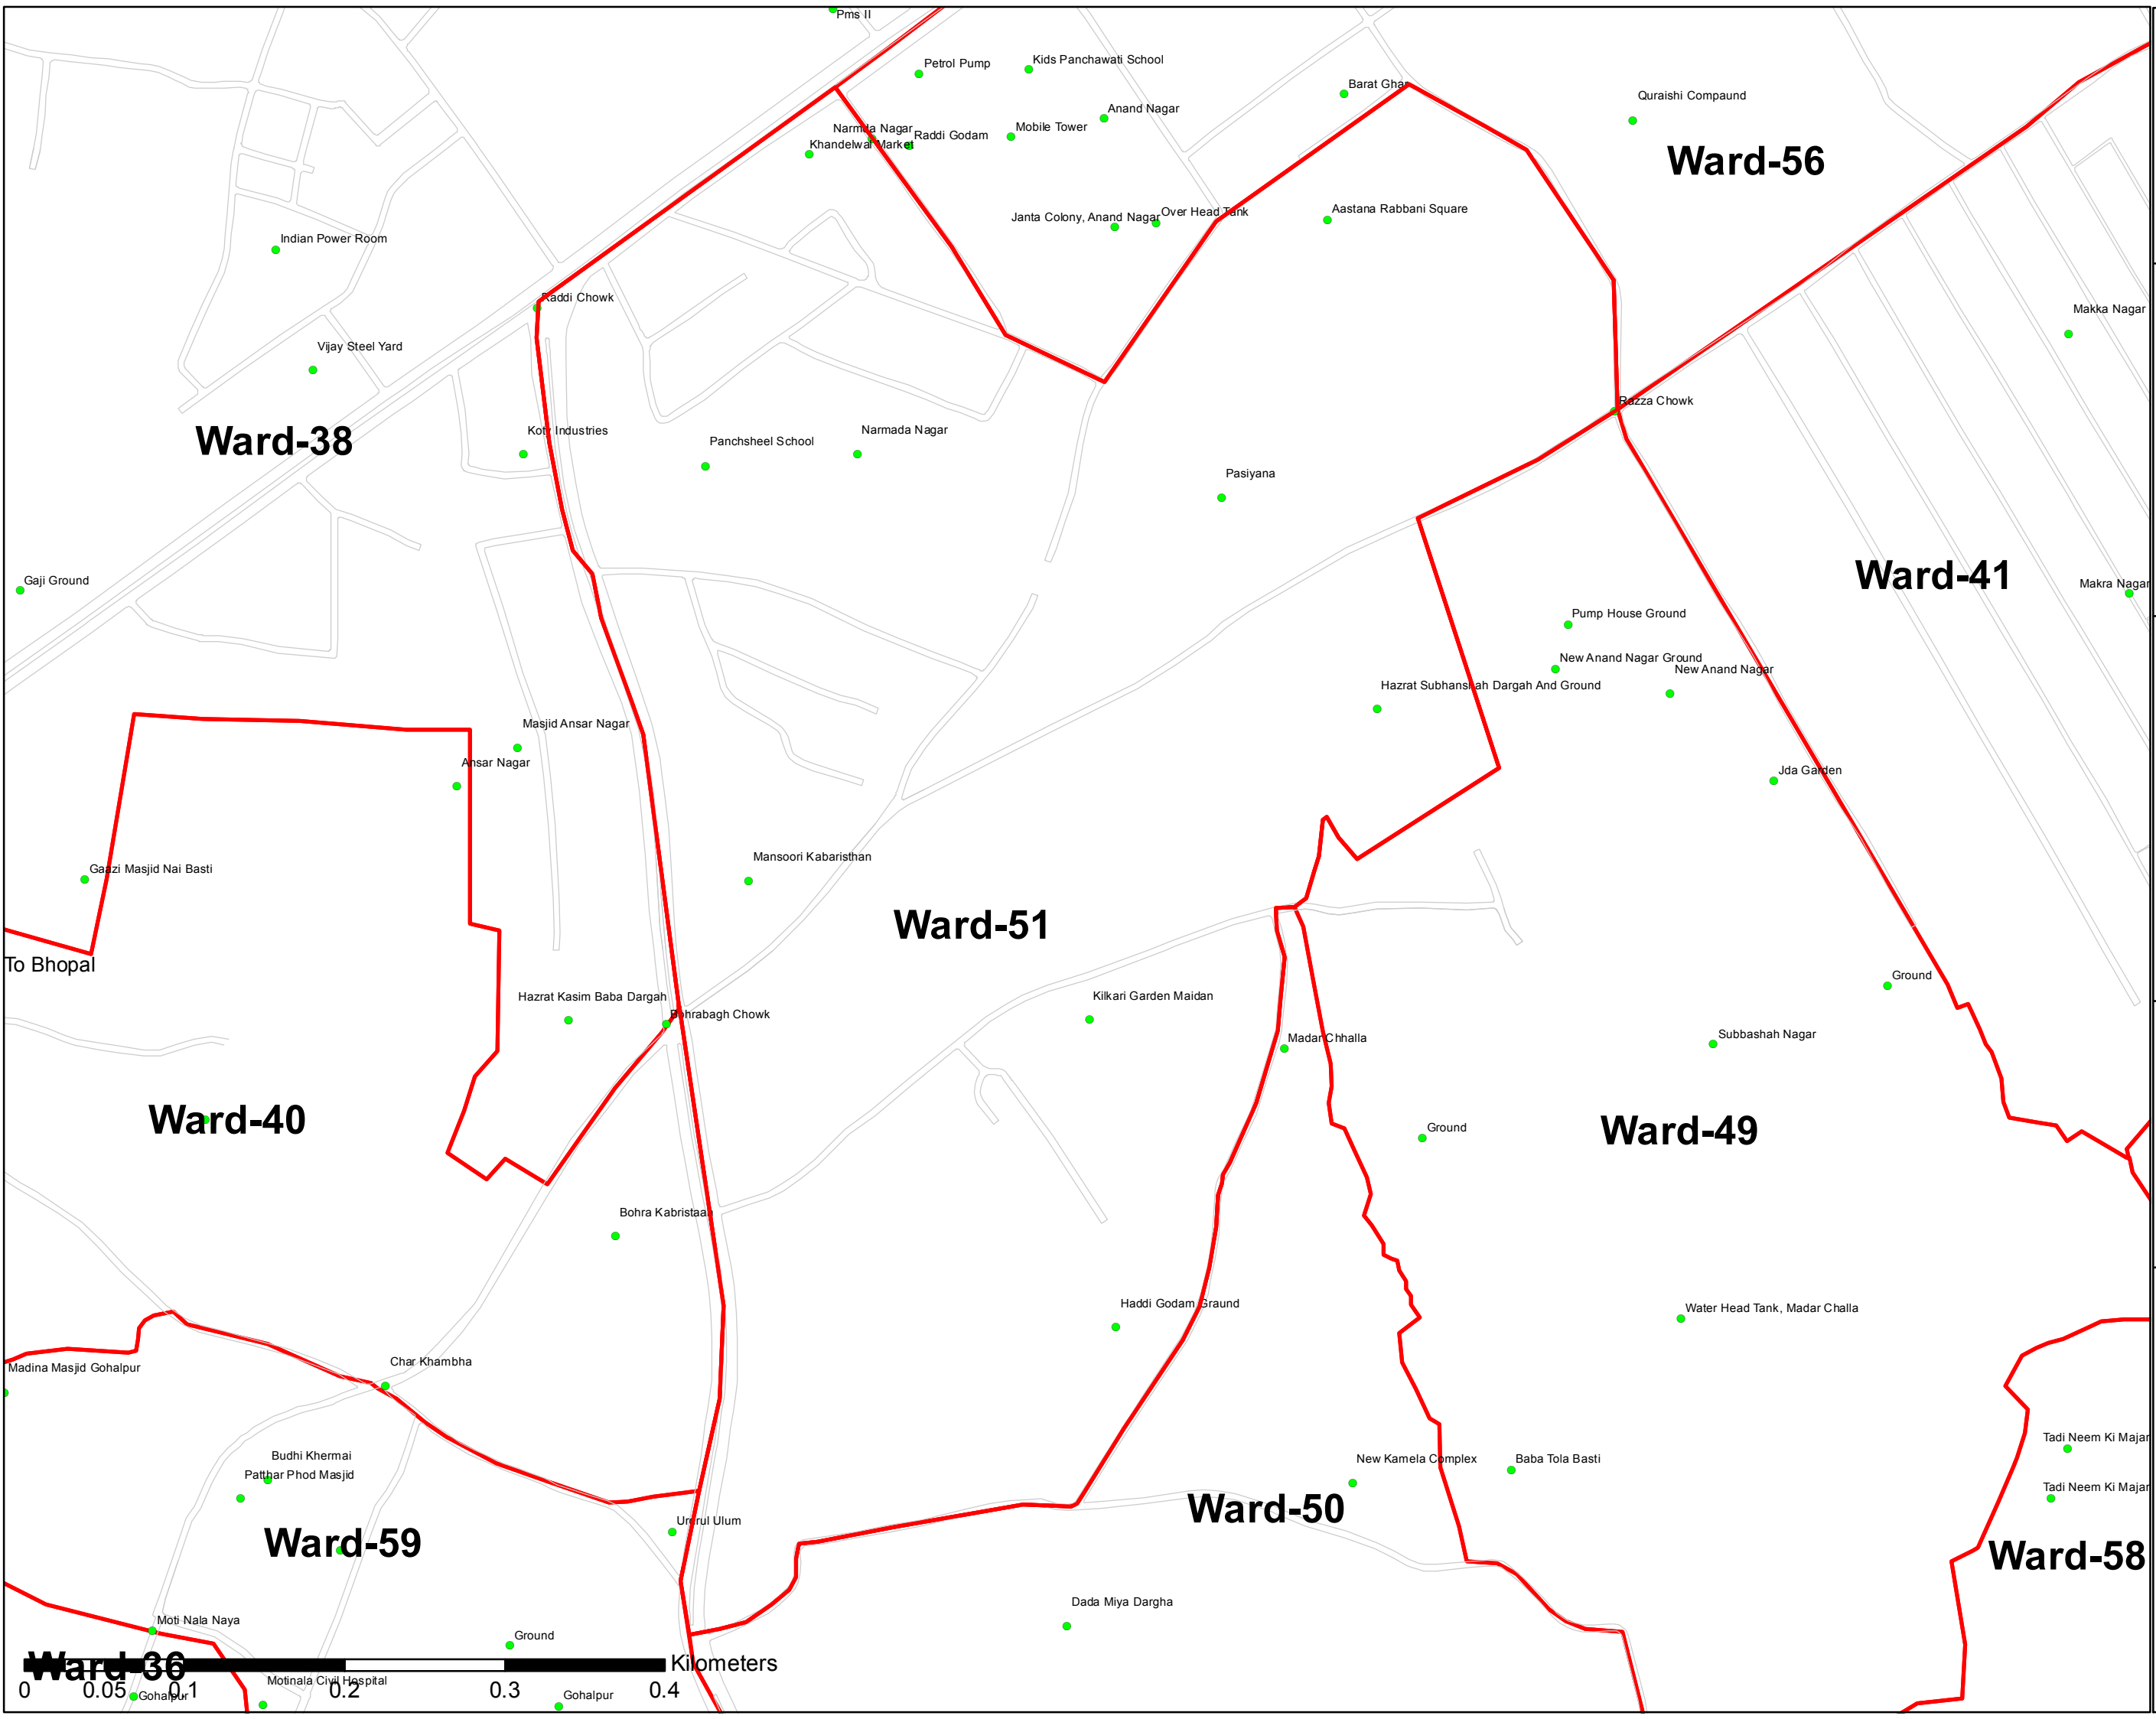 Pms II
Petrol Pump
Kids Panchawati School
Barat Ghar
Quraishi Compaund
Anand Nagar
Narmda Nagar
Raddi Godam
Mobile Tower
Khandelwal Market
Ward-56
Janta Colony, Anand Nagar
Over Head Tank
Aastana Rabbani Square
Indian Power Room
Raddi Chowk
Makka Nagar
Vijay Steel Yard
Razza Chowk
Ward-38
Koty Industries
Panchsheel School
Narmada Nagar
Pasiyana
Gaji Ground
Ward-41
Makra Nagar
Pump House Ground
New Anand Nagar Ground
New Anand Nagar
Hazrat Subhanshah Dargah And Ground
Masjid Ansar Nagar
Ansar Nagar
Jda Garden
Gaazi Masjid Nai Basti
Mansoori Kabaristhan
Ward-51
To Bhopal
Ground
Hazrat Kasim Baba Dargah
Bohrabagh Chowk
Kilkari Garden Maidan
Madar Chhalla
Subbashah Nagar
Ward-40
Ground
Ward-49
Bohra Kabristaan
Haddi Godam Graund
Water Head Tank, Madar Challa
Madina Masjid Gohalpur
Char Khambha
Tadi Neem Ki Majar
Budhi Khermai
Patthar Phod Masjid
New Kamela Complex
Baba Tola Basti
Tadi Neem Ki Majar
Ward-50
Ward-59
Ward-58
Dada Miya Dargha
Moti Nala Naya
Ground
Ward-36
Kilometers
0 0.05 0.1 0.2 0.3 0.4
Motinala Civil Hospital
Gohalpur
Gohalpur